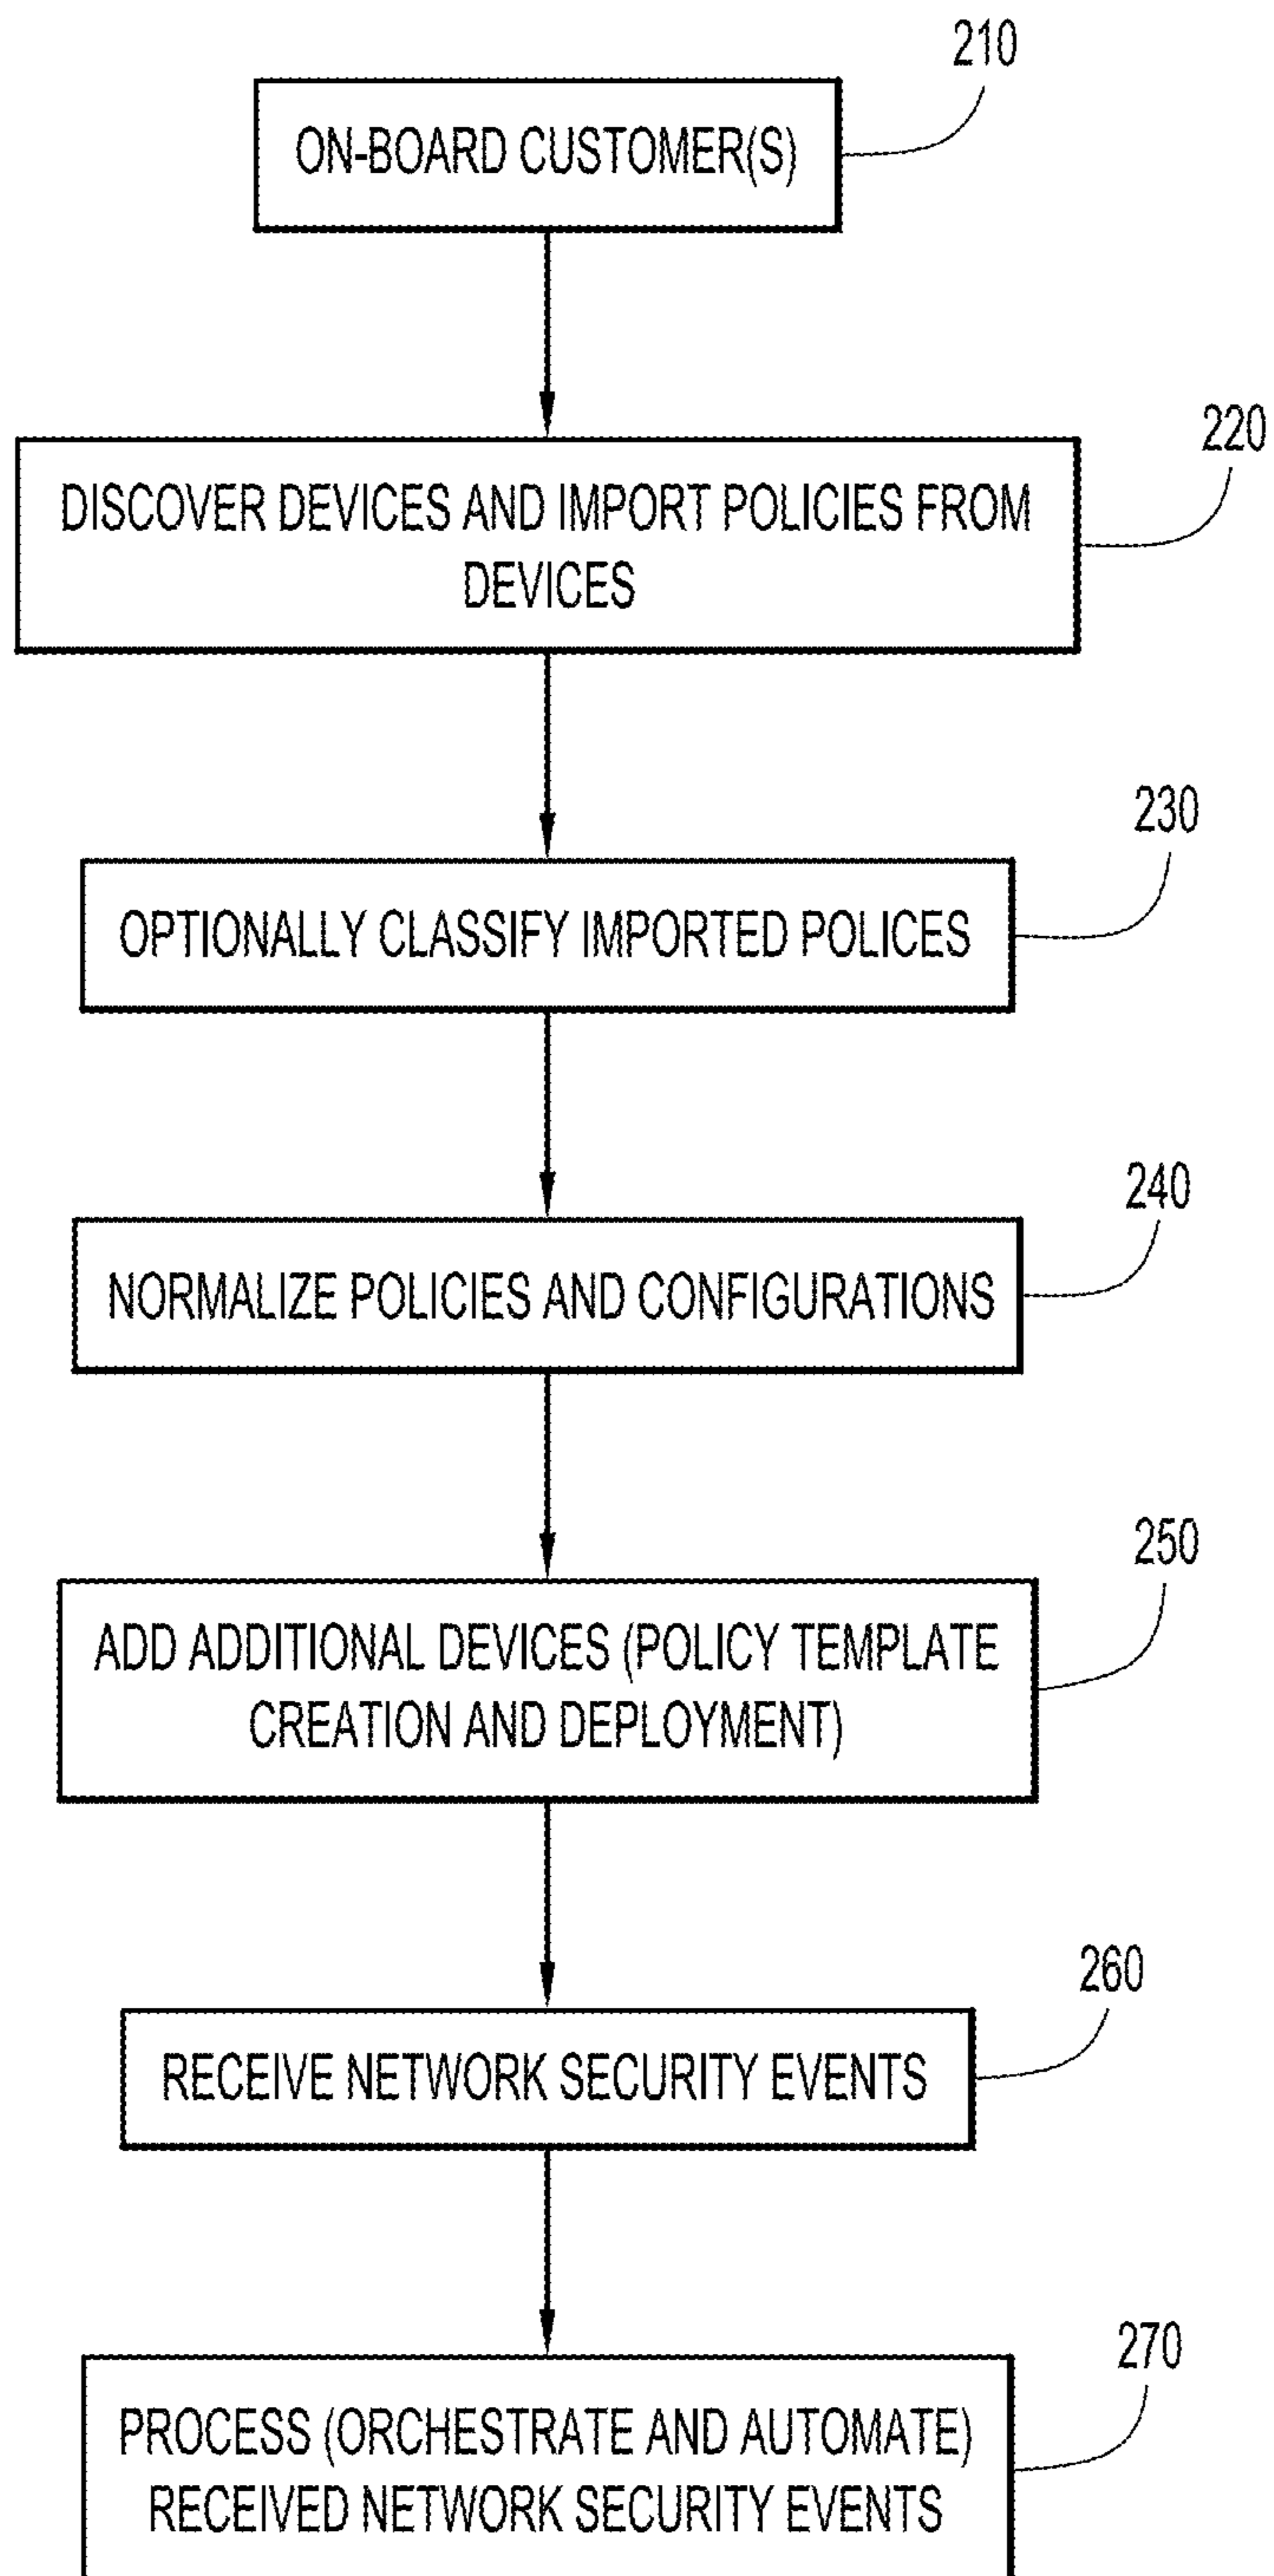 210
ON-BOARD CUSTOMER(S)
220
DISCOVER DEVICES AND IMPORT POLICIES FROM
DEVICES
230
OPTIONALLY CLASSIFY IMPORTED POLICES
240
NORMALIZE POLICIES AND CONFIGURATIONS
250
ADD ADDITIONAL DEVICES (POLICY TEMPLATE
CREATION AND DEPLOYMENT)
260
RECEIVE NETWORK SECURITY EVENTS
270
PROCESS (ORCHESTRATE AND AUTOMATE)
RECEIVED NETWORK SECURITY EVENTS